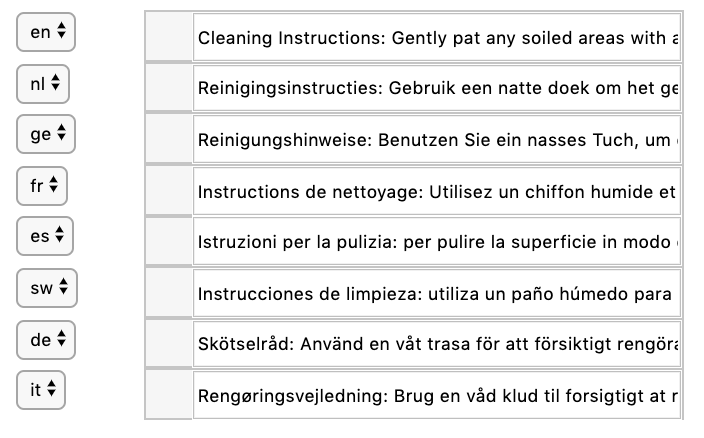 en Cleaning Instructions: Gently pat any soiled areas with a
nl Reinigingsinstructies: Gebruik een natte doek om het ge
ge Reinigungshinweise: Benutzen Sie ein nasses Tuch, um
fr Instructions de nettoyage: Utilisez un chiffon humide et
es Istruzioni per la pulizia: per pulire la superficie in modo
sw Instrucciones de limpieza: utiliza un paño húmedo para
de Skötselråd: Använd en våt trasa för att försiktigt rengöra
it Rengøringsvejledning: Brug en våd klud til forsigtigt at r